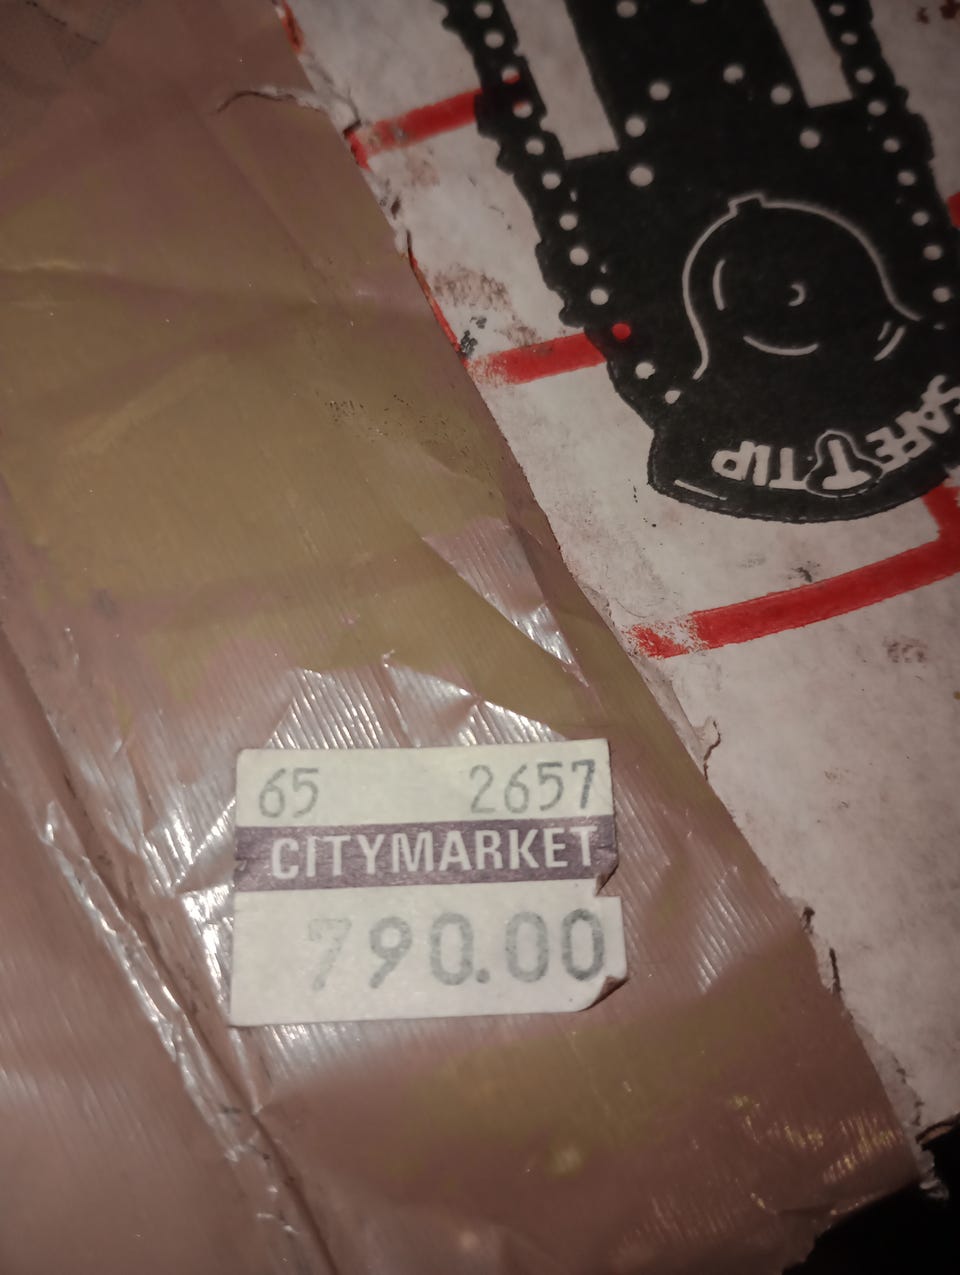 SAFE-T-TIP
65 2657
CITYMARKET
790.00